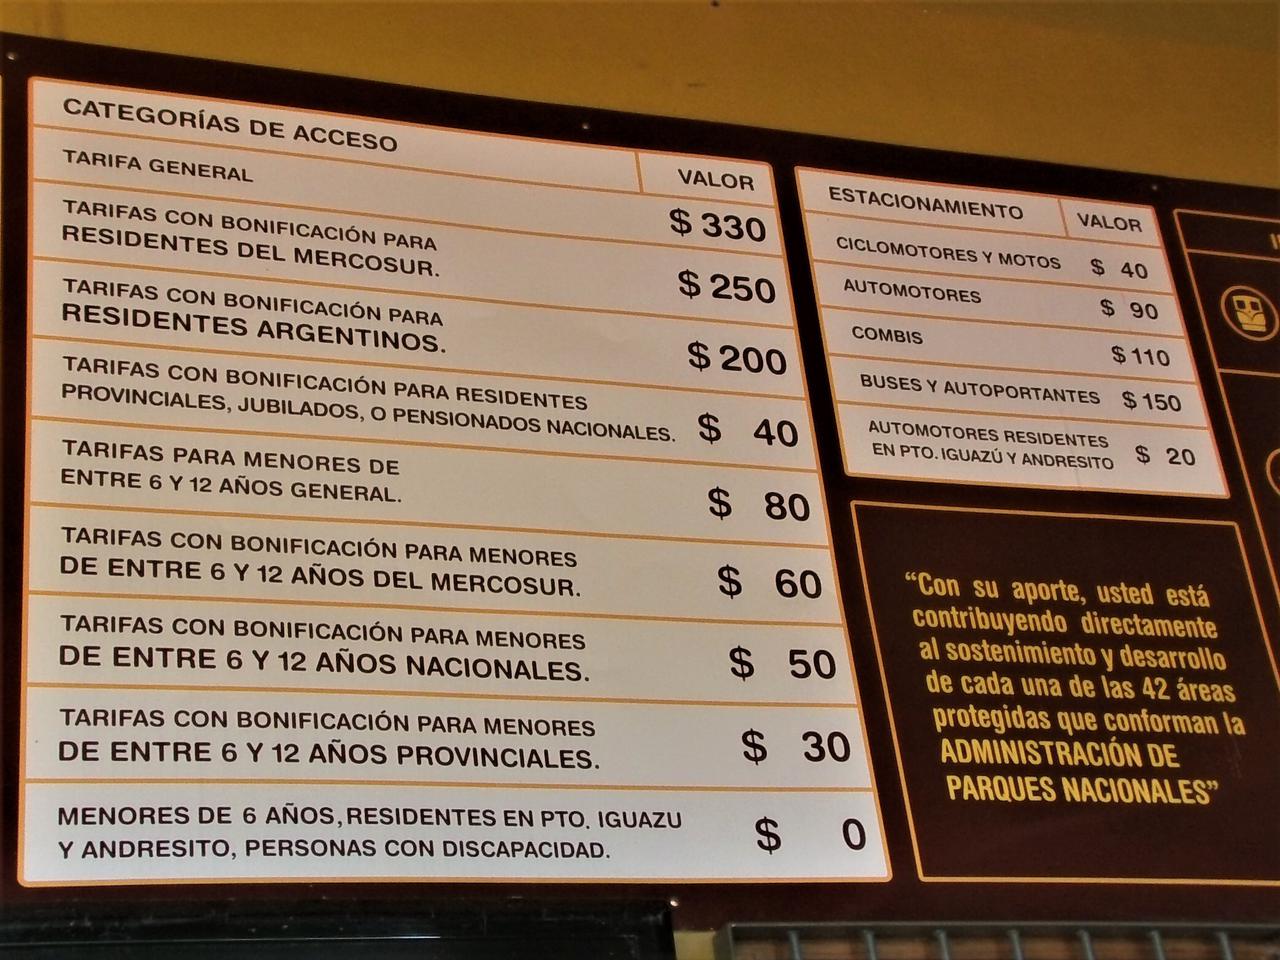 CATEGORÍAS DE ACCESO
VALOR
TARIFA GENERAL
$ 330
TARIFAS CON BONIFICACIÓN PARA
RESIDENTES DEL MERCOSUR.
$ 250
TARIFAS CON BONIFICACIÓN PARA
RESIDENTES ARGENTINOS.
$ 200
TARIFAS CON BONIFICACIÓN PARA RESIDENTES
PROVINCIALES, JUBILADOS, O PENSIONADOS NACIONALES.
$ 40
TARIFAS PARA MENORES DE
ENTRE 6 Y 12 AÑOS GENERAL.
$ 80
TARIFAS CON BONIFICACIÓN PARA MENORES
DE ENTRE 6 Y 12 AÑOS DEL MERCOSUR.
$ 60
TARIFAS CON BONIFICACIÓN PARA MENORES
DE ENTRE 6 Y 12 AÑOS NACIONALES.
$ 50
TARIFAS CON BONIFICACIÓN PARA MENORES
DE ENTRE 6 Y 12 AÑOS PROVINCIALES.
$ 30
MENORES DE 6 AÑOS, RESIDENTES EN PTO. IGUAZU
Y ANDRESITO, PERSONAS CON DISCAPACIDAD.
$ 0
ESTACIONAMIENTO
VALOR
CICLOMOTORES Y MOTOS $ 40
AUTOMOTORES $ 90
COMBIS $ 110
BUSES Y AUTOPORTANTES $ 150
AUTOMOTORES RESIDENTES
EN PTO. IGUAZÚ Y ANDRESITO
$ 20
“Con su aporte, usted está
contribuyendo directamente
al sostenimiento y desarrollo
de cada una de las 42 áreas
protegidas que conforman la
ADMINISTRACIÓN DE
PARQUES NACIONALES”